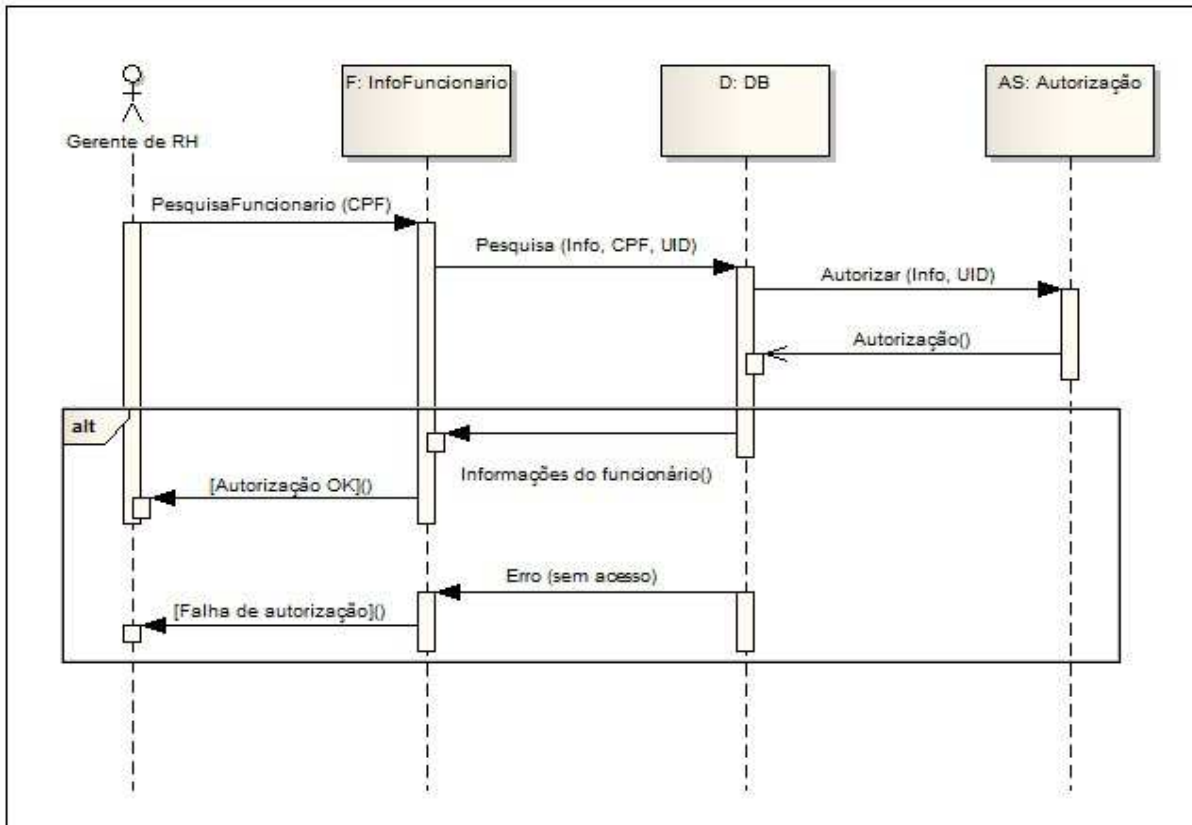 F: InfoFuncionario
D: DB
AS: Autorização
Gerente de RH
PesquisaFuncionario (CPF)
Pesquisa (Info, CPF, UID)
Autorizar (Info, UID)
Autorização()
alt
Informações do funcionário()
[Autorização OK]()
Erro (sem acesso)
[Falha de autorização]()